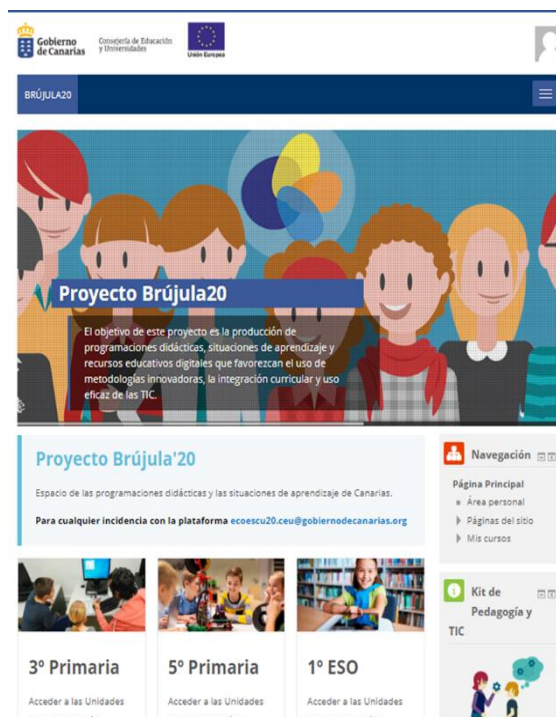 Gobierno
de Canarias
Consejería de Educación
y Universidades
Unión Europea
BRÚJULA20
Proyecto Brújula20
El objetivo de este proyecto es la producción de
programaciones didácticas, situaciones de aprendizaje y
recursos educativos digitales que favorezcan el uso de
metodologías innovadoras, la integración curricular y uso
eficaz de las TIC.
Proyecto Brújula'20
Espacio de las programaciones didácticas y las situaciones de aprendizaje de Canarias.
Para cualquier incidencia con la plataforma ecoescu20.ceu@gobiernodecanarias.org
Navegación
Página Principal
Área personal
Páginas del sitio
Mis cursos
Kit de
Pedagogía y
TIC
3º Primaria
Acceder a las Unidades
5º Primaria
Acceder a las Unidades
1º ESO
Acceder a las Unidades